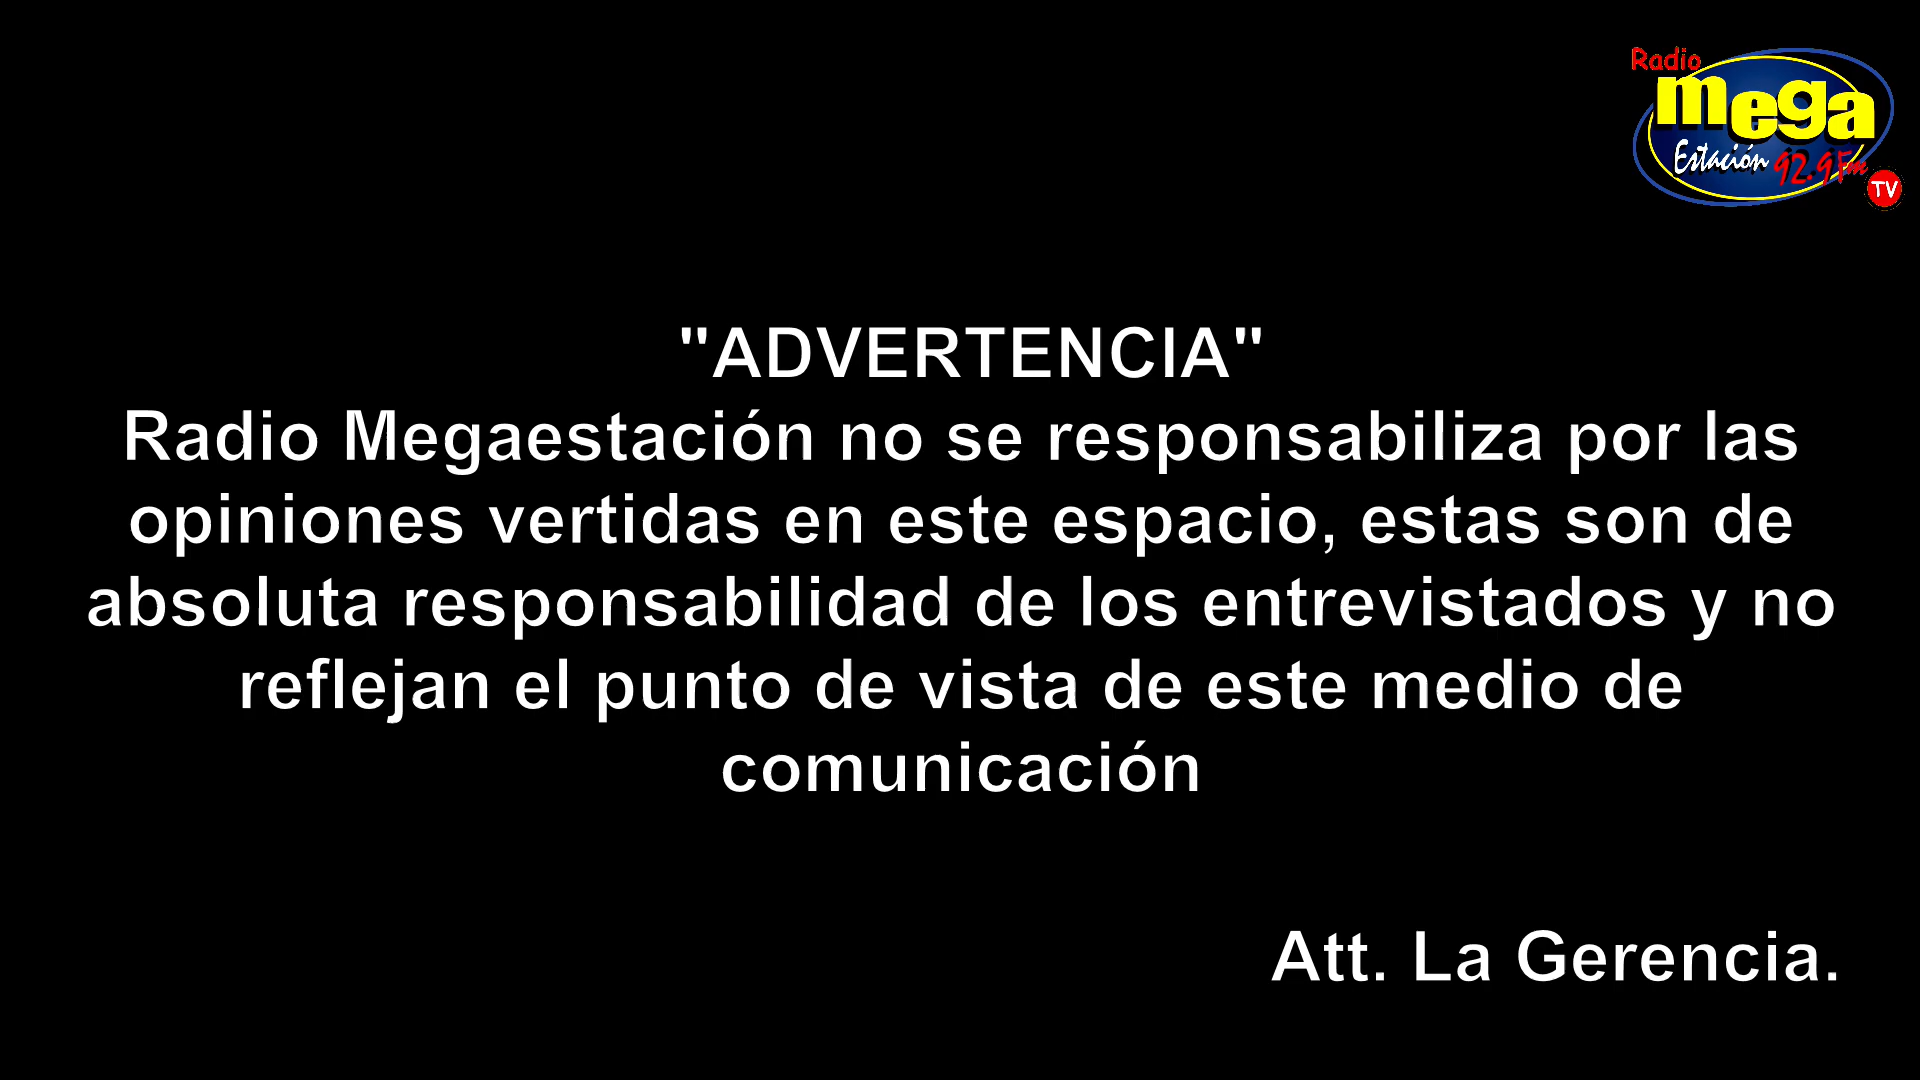 Radio
mega
Estación 92.9 Fm
TV
"ADVERTENCIA"
Radio Megaestación no se responsabiliza por las
opiniones vertidas en este espacio, estas son de
absoluta responsabilidad de los entrevistados y no
reflejan el punto de vista de este medio de
comunicación
Att. La Gerencia.